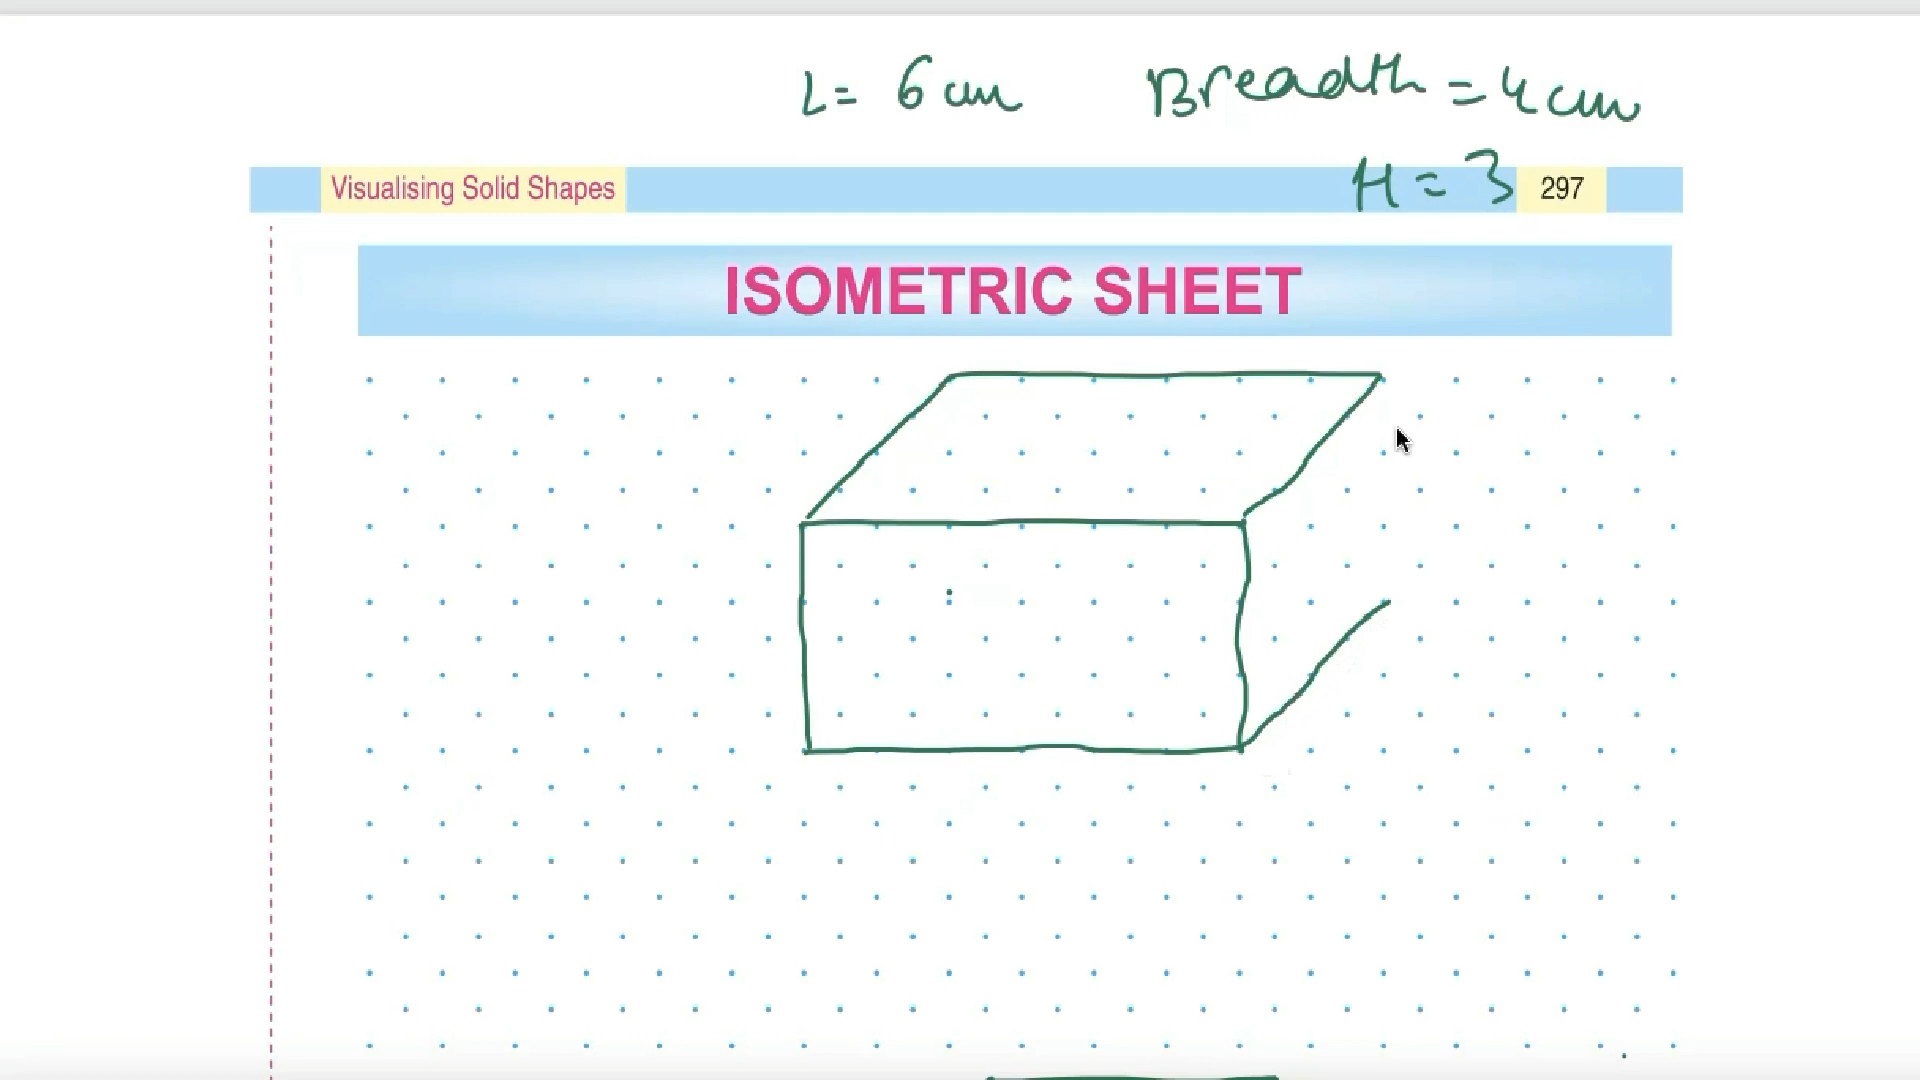 L = 6 cm Breadth = 4 cm
H = 3
Visualising Solid Shapes 297
ISOMETRIC SHEET